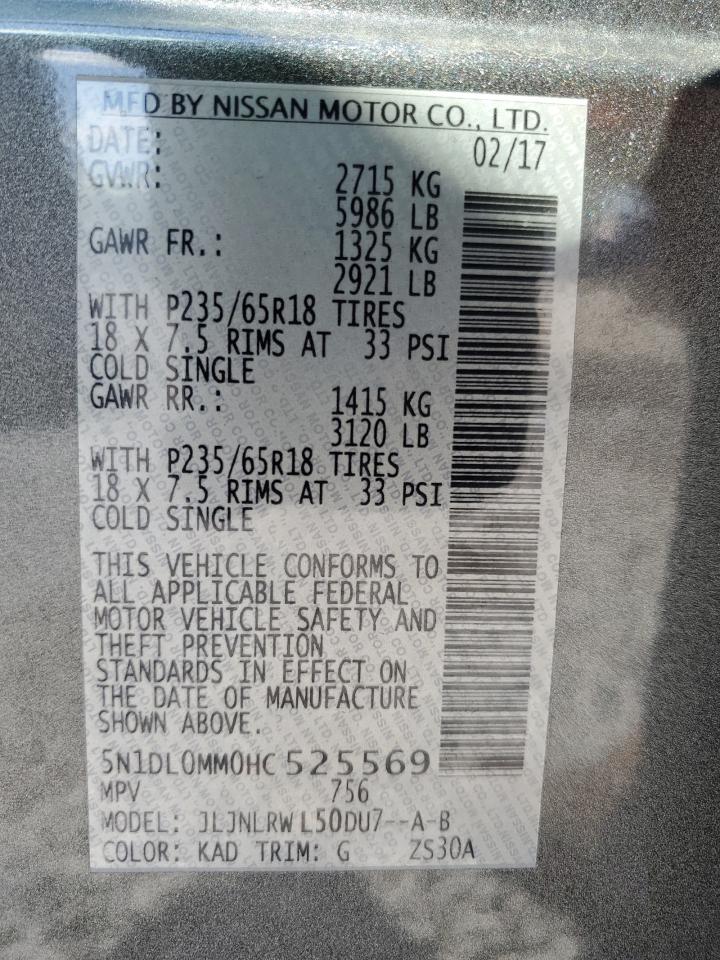 MFD BY NISSAN MOTOR CO., LTD.
DATE: 02/17
GVWR: 2715 KG
5986 LB
GAWR FR.: 1325 KG
2921 LB
WITH P235/65R18 TIRES
18 X 7.5 RIMS AT 33 PSI
COLD SINGLE
GAWR RR.: 1415 KG
3120 LB
WITH P235/65R18 TIRES
18 X 7.5 RIMS AT 33 PSI
COLD SINGLE
THIS VEHICLE CONFORMS TO
ALL APPLICABLE FEDERAL
MOTOR VEHICLE SAFETY AND
THEFT PREVENTION
STANDARDS IN EFFECT ON
THE DATE OF MANUFACTURE
SHOWN ABOVE.
5N1DL0MM0HC525569
MPV 756
MODEL: JLJNLRWL50DU7--A-B
COLOR: KAD TRIM: G ZS30A